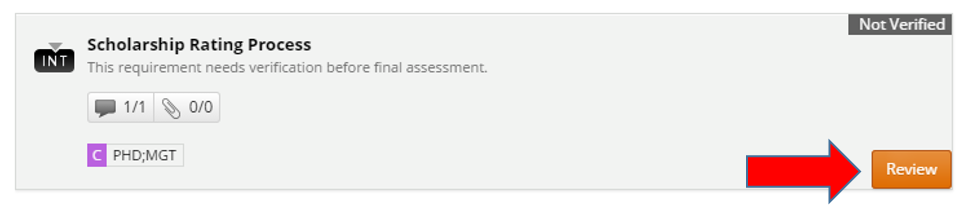 Not Verified
INT
Scholarship Rating Process
This requirement needs verification before final assessment.
1/1 0/0
C PHD;MGT
Review